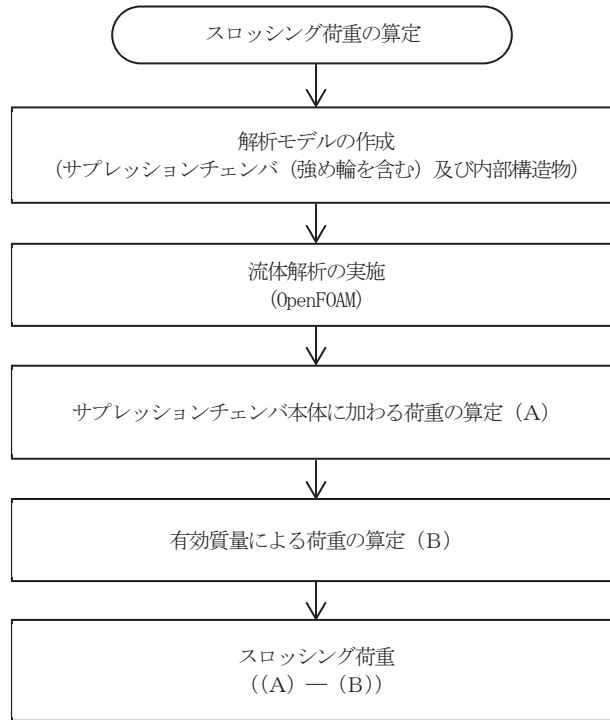 スロッシング荷重の算定
解析モデルの作成
(サプレッションチェンバ(強め輪を含む)及び内部構造物)
流体解析の実施
(OpenFOAM)
サプレッションチェンバ本体に加わる荷重の算定(A)
有効質量による荷重の算定(B)
スロッシング荷重
((A)―(B))